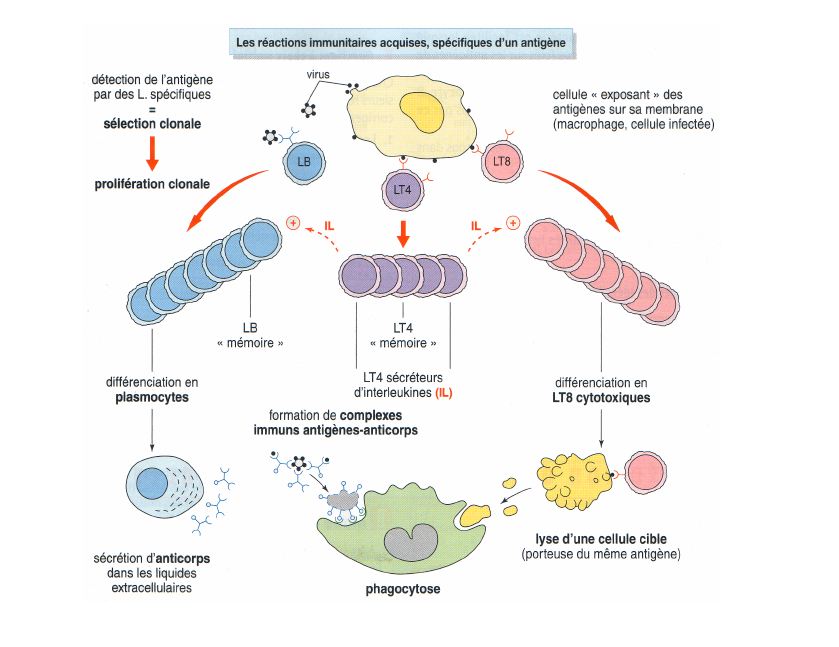 Les réactions immunitaires acquises, spécifiques d'un antigène
détection de l'antigène
par des L. spécifiques
=
sélection clonale
prolifération clonale
virus
cellule « exposant » des
antigènes sur sa membrane
(macrophage, cellule infectée)
LB
LT4
LT8
+
IL
IL
+
LB
« mémoire »
LT4
« mémoire »
LT4 sécréteurs
d'interleukines (IL)
différenciation en
plasmocytes
différenciation en
LT8 cytotoxiques
formation de complexes
immuns antigènes-anticorps
sécrétion d'anticorps
dans les liquides
extracellulaires
phagocytose
lyse d'une cellule cible
(porteuse du même antigène)